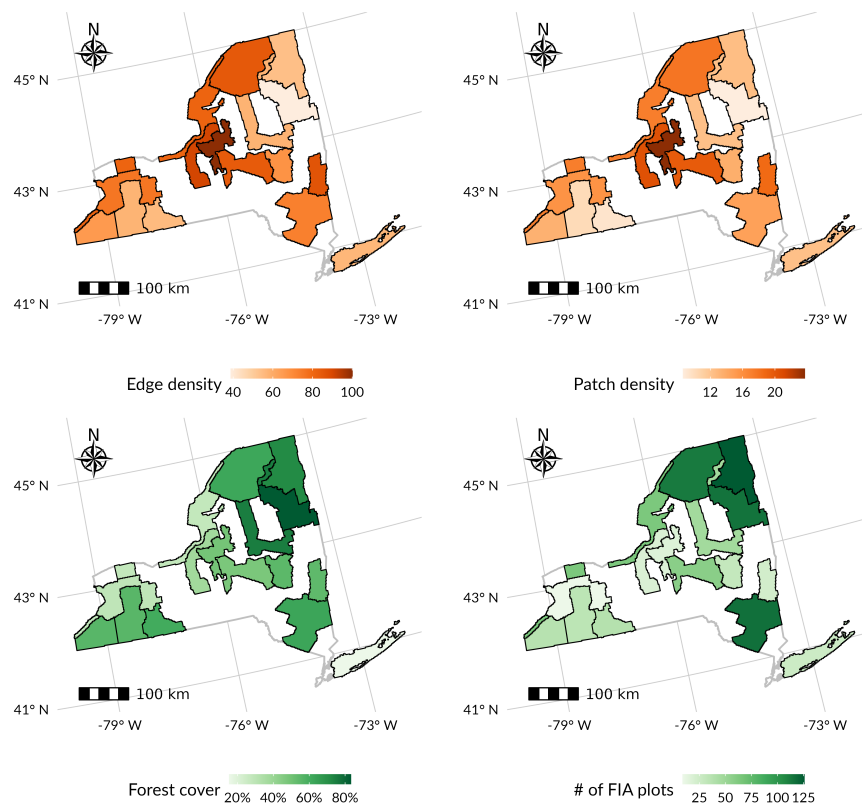 N N
45° N 45° N
43° N 43° N
100 km 100 km
41° N 41° N
-79° W -76° W -73° W -79° W -76° W -73° W
Edge density 40 60 80 100 Patch density 12 16 20
N N
45° N 45° N
43° N 43° N
100 km 100 km
41° N 41° N
-79° W -76° W -73° W -79° W -76° W -73° W
Forest cover 20% 40% 60% 80% # of FIA plots 25 50 75 100 125